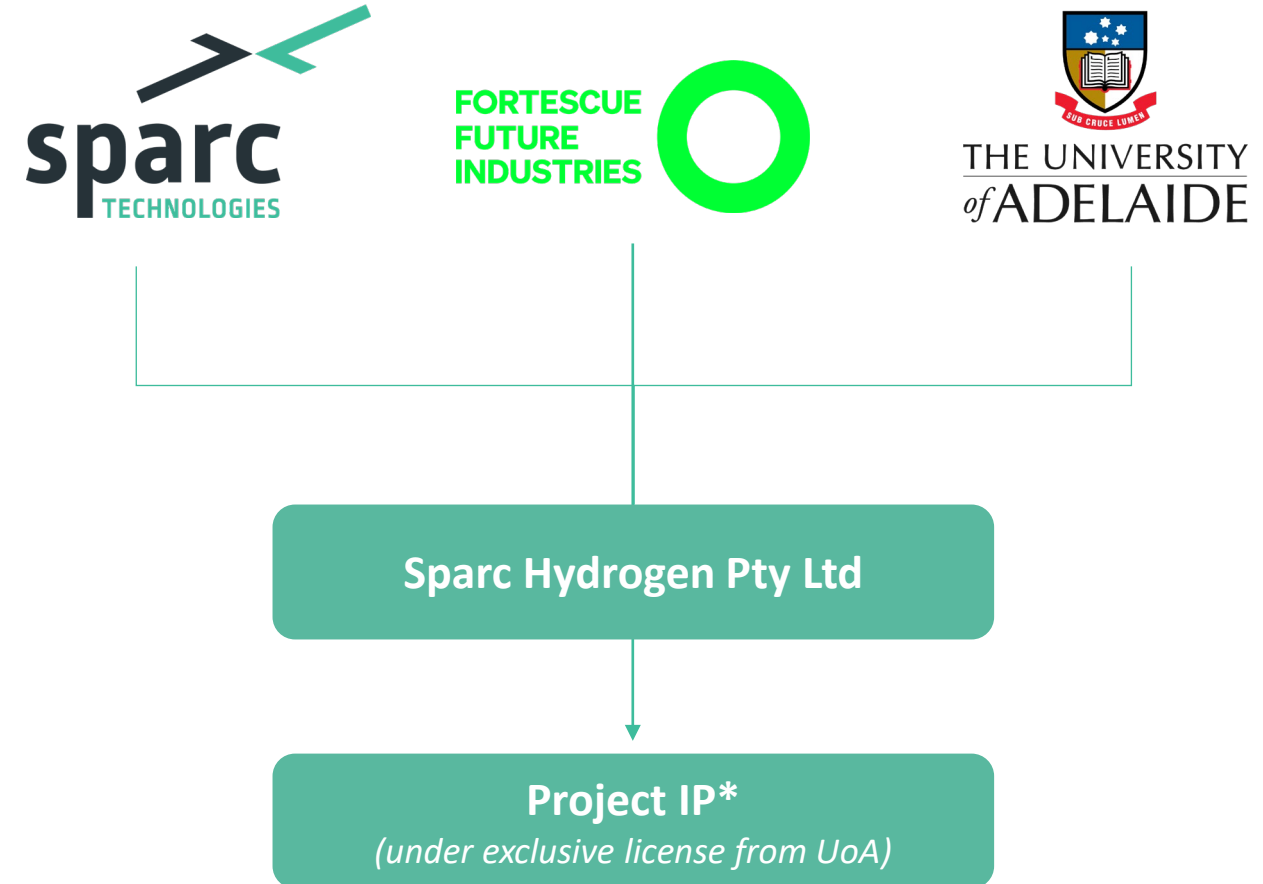 sparc
TECHNOLOGIES
FORTESCUE
FUTURE
INDUSTRIES
SUB CRUCE LUMEN
THE UNIVERSITY
of ADELAIDE
Sparc Hydrogen Pty Ltd
Project IP*
(under exclusive license from UoA)